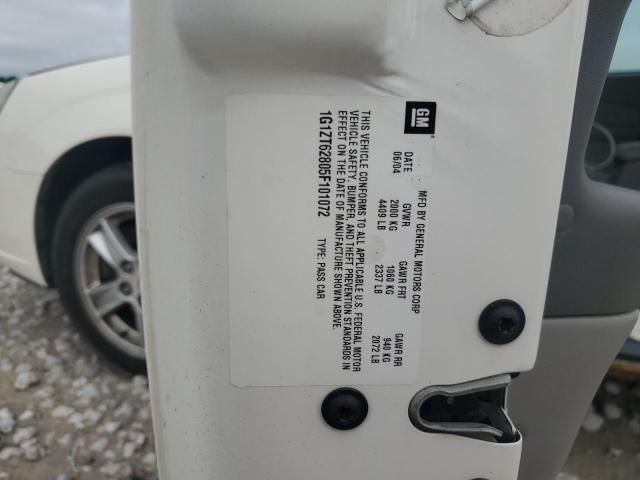 GM
MFD BY GENERAL MOTORS CORP
DATE GVWR GAWR FRT GAWR RR
06/04 2000 KG 1060 KG 940 KG
4409 LB 2337 LB 2072 LB
THIS VEHICLE CONFORMS TO ALL APPLICABLE U.S. FEDERAL MOTOR
VEHICLE SAFETY, BUMPER, AND THEFT PREVENTION STANDARDS IN
EFFECT ON THE DATE OF MANUFACTURE SHOWN ABOVE.
1G1ZT62805F101072 TYPE: PASS CAR